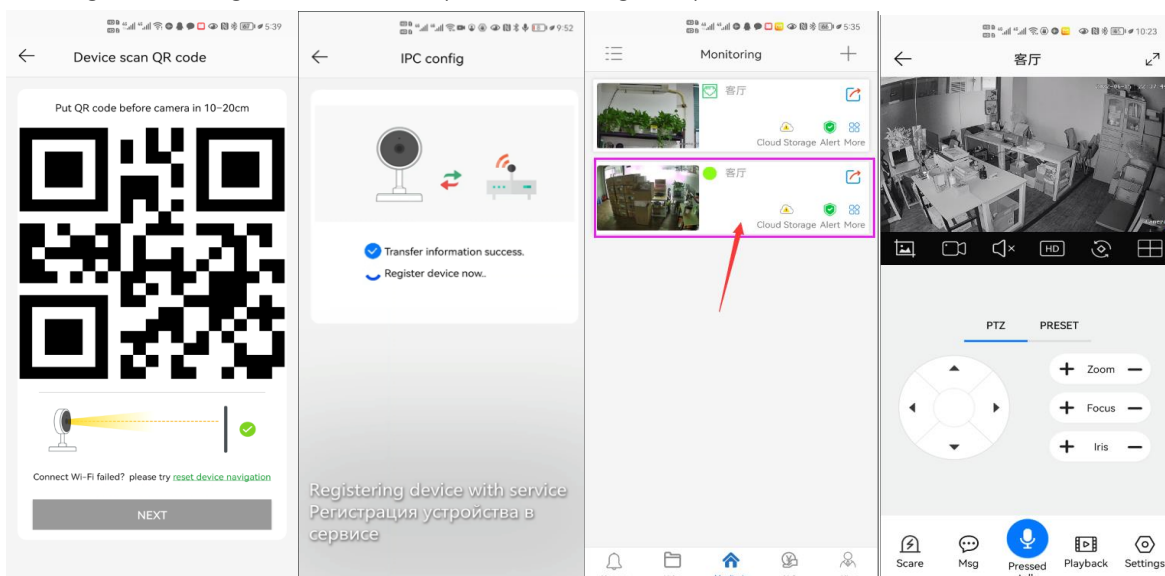 5:39
Device scan QR code
Put QR code before camera in 10-20cm
Connect Wi-Fi failed? please try reset device navigation
NEXT
9:52
IPC config
Transfer information success.
Register device now..
Registering device with service
Регистрация устройства в
сервисе
5:35
Monitoring
客厅
Cloud Storage Alert More
客厅
Cloud Storage Alert More
10:23
客厅
HD
PTZ PRESET
+ Zoom −
+ Focus −
+ Iris −
Scare Msg Pressed Playback Settings